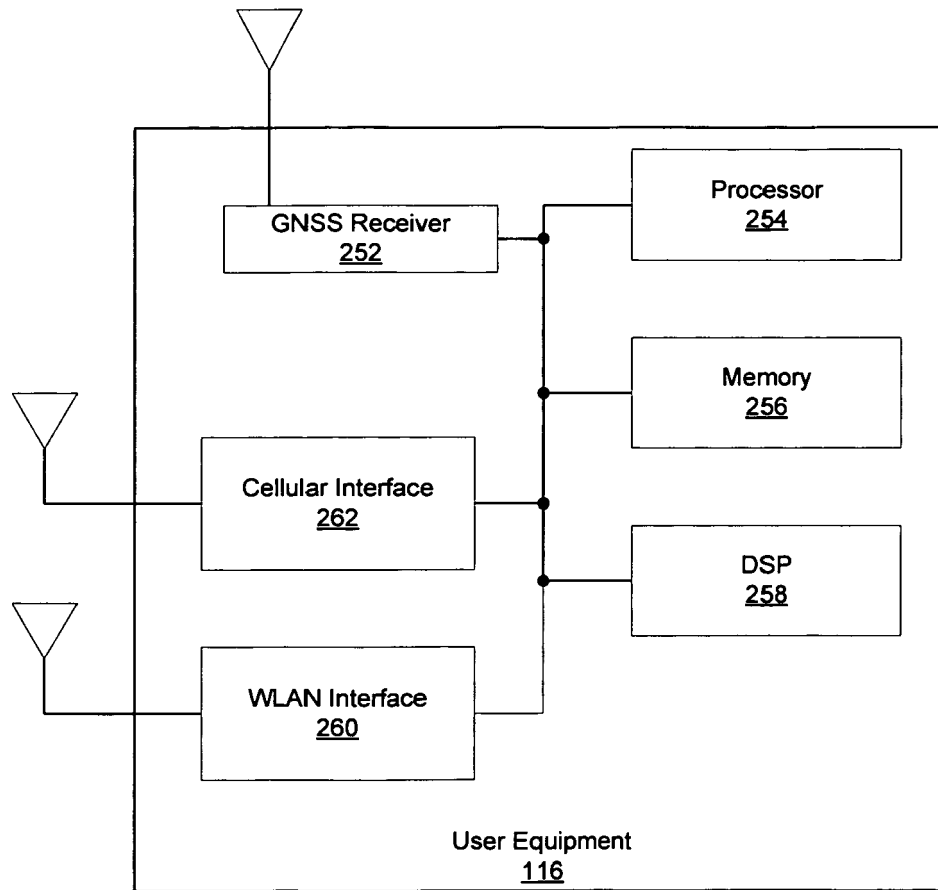 GNSS Receiver
252
Processor
254
Memory
256
Cellular Interface
262
DSP
258
WLAN Interface
260
User Equipment
116